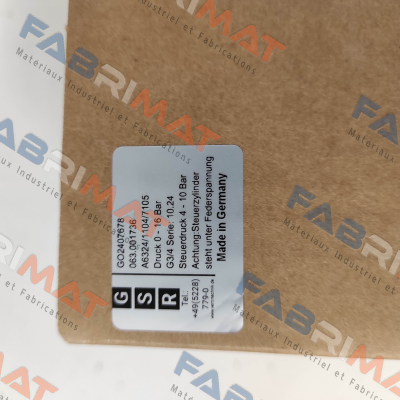 GO2407678
063.001736
A6324/1104/7105
Druck 0 - 16 Bar
G3/4 Serie: 10.24
Steuerdruck 4 - 10 Bar
Achtung:Steuerzylinder
steht unter Federspannung
Made in Germany
G S R
Tel.:
+49(5228)
779-0
FABRIMAT
Materiaux Industriel et Fabrications